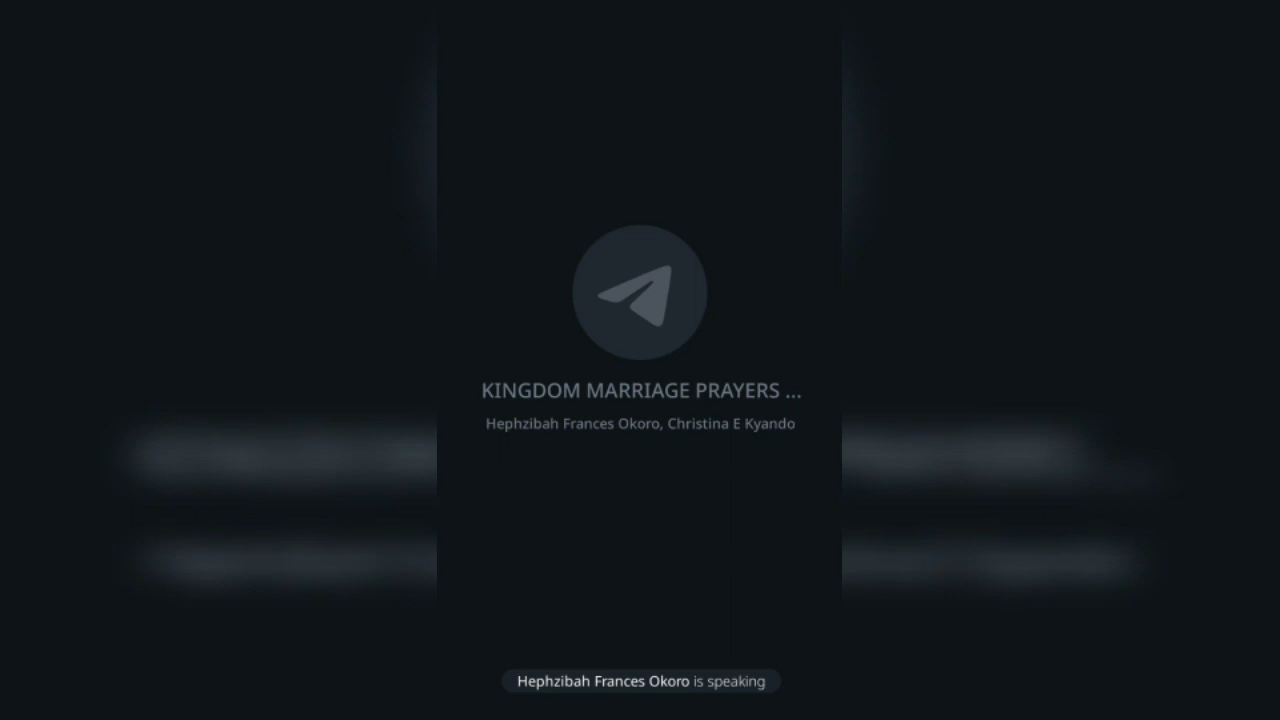 KINGDOM MARRIAGE PRAYERS ...
Hephzibah Frances Okoro, Christina E Kyando
Hephzibah Frances Okoro is speaking